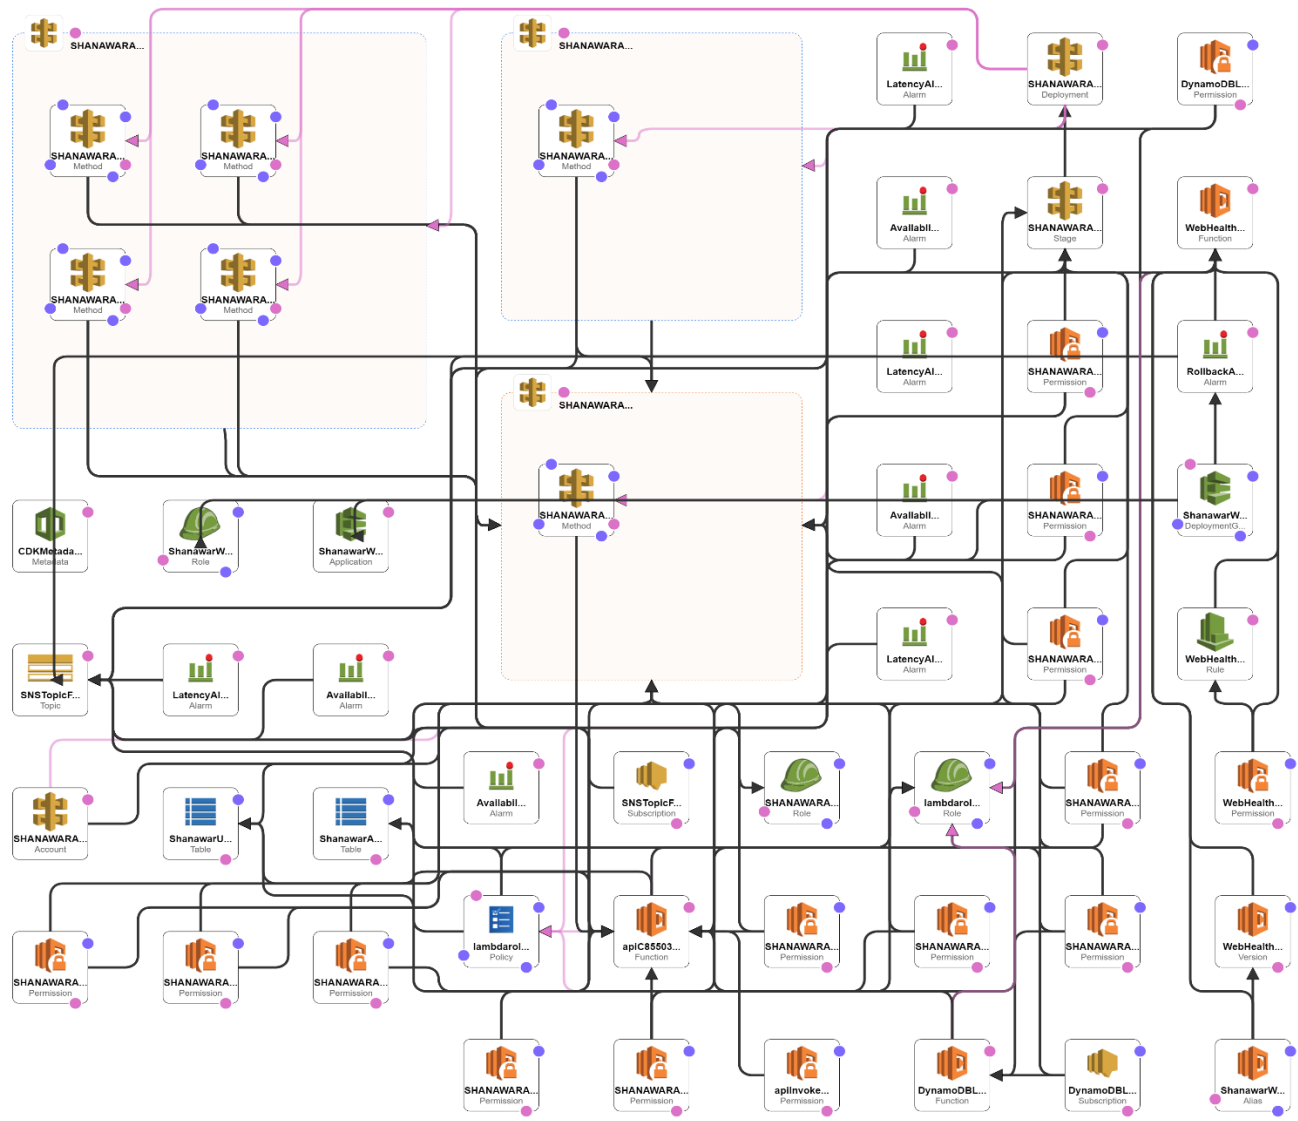 SHANAWARA...
SHANAWARA...
LatencyAl...
Alarm
SHANAWARA...
Deployment
DynamoDBL...
Permission
SHANAWARA...
Method
SHANAWARA...
Method
SHANAWARA...
Method
Availabil...
Alarm
SHANAWARA...
Stage
WebHealth...
Function
SHANAWARA...
Method
SHANAWARA...
Method
LatencyAl...
Alarm
SHANAWARA...
Permission
RollbackA...
Alarm
SHANAWARA...
SHANAWARA...
Method
Availabil...
Alarm
SHANAWARA...
Permission
ShanawarW...
DeploymentG...
CDKMetada...
Metadata
ShanawarW...
Role
ShanawarW...
Application
LatencyAl...
Alarm
SHANAWARA...
Permission
WebHealth...
Rule
SNSTopicF...
Topic
LatencyAl...
Alarm
Availabil...
Alarm
Availabil...
Alarm
SNSTopicF...
Subscription
SHANAWARA...
Role
lambdarol...
Role
SHANAWARA...
Permission
WebHealth...
Permission
SHANAWARA...
Account
ShanawarU...
Table
ShanawarA...
Table
lambdarol...
Policy
apiC85503...
Function
SHANAWARA...
Permission
SHANAWARA...
Permission
SHANAWARA...
Permission
WebHealth...
Version
SHANAWARA...
Permission
SHANAWARA...
Permission
SHANAWARA...
Permission
SHANAWARA...
Permission
SHANAWARA...
Permission
apiInvoke...
Permission
DynamoDBL...
Function
DynamoDBL...
Subscription
ShanawarW...
Alias